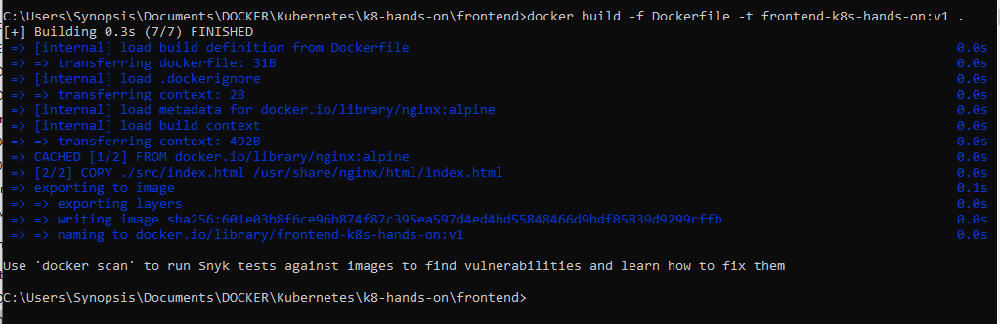 C:\Users\Synopsis\Documents\DOCKER\Kubernetes\k8-hands-on\frontend>docker build -f Dockerfile -t frontend-k8s-hands-on:v1 .
[+] Building 0.3s (7/7) FINISHED
=> [internal] load build definition from Dockerfile 0.0s
=> => transferring dockerfile: 31B 0.0s
=> [internal] load .dockerignore 0.0s
=> => transferring context: 2B 0.0s
=> [internal] load metadata for docker.io/library/nginx:alpine 0.0s
=> [internal] load build context 0.0s
=> => transferring context: 492B 0.0s
=> CACHED [1/2] FROM docker.io/library/nginx:alpine 0.0s
=> [2/2] COPY ./src/index.html /usr/share/nginx/html/index.html 0.0s
=> exporting to image 0.1s
=> => exporting layers 0.0s
=> => writing image sha256:601e03b8f6ce96b874f87c395ea597d4ed4bd55848466d9bdf85839d9299cffb 0.0s
=> => naming to docker.io/library/frontend-k8s-hands-on:v1 0.0s
Use 'docker scan' to run Snyk tests against images to find vulnerabilities and learn how to fix them
C:\Users\Synopsis\Documents\DOCKER\Kubernetes\k8-hands-on\frontend>